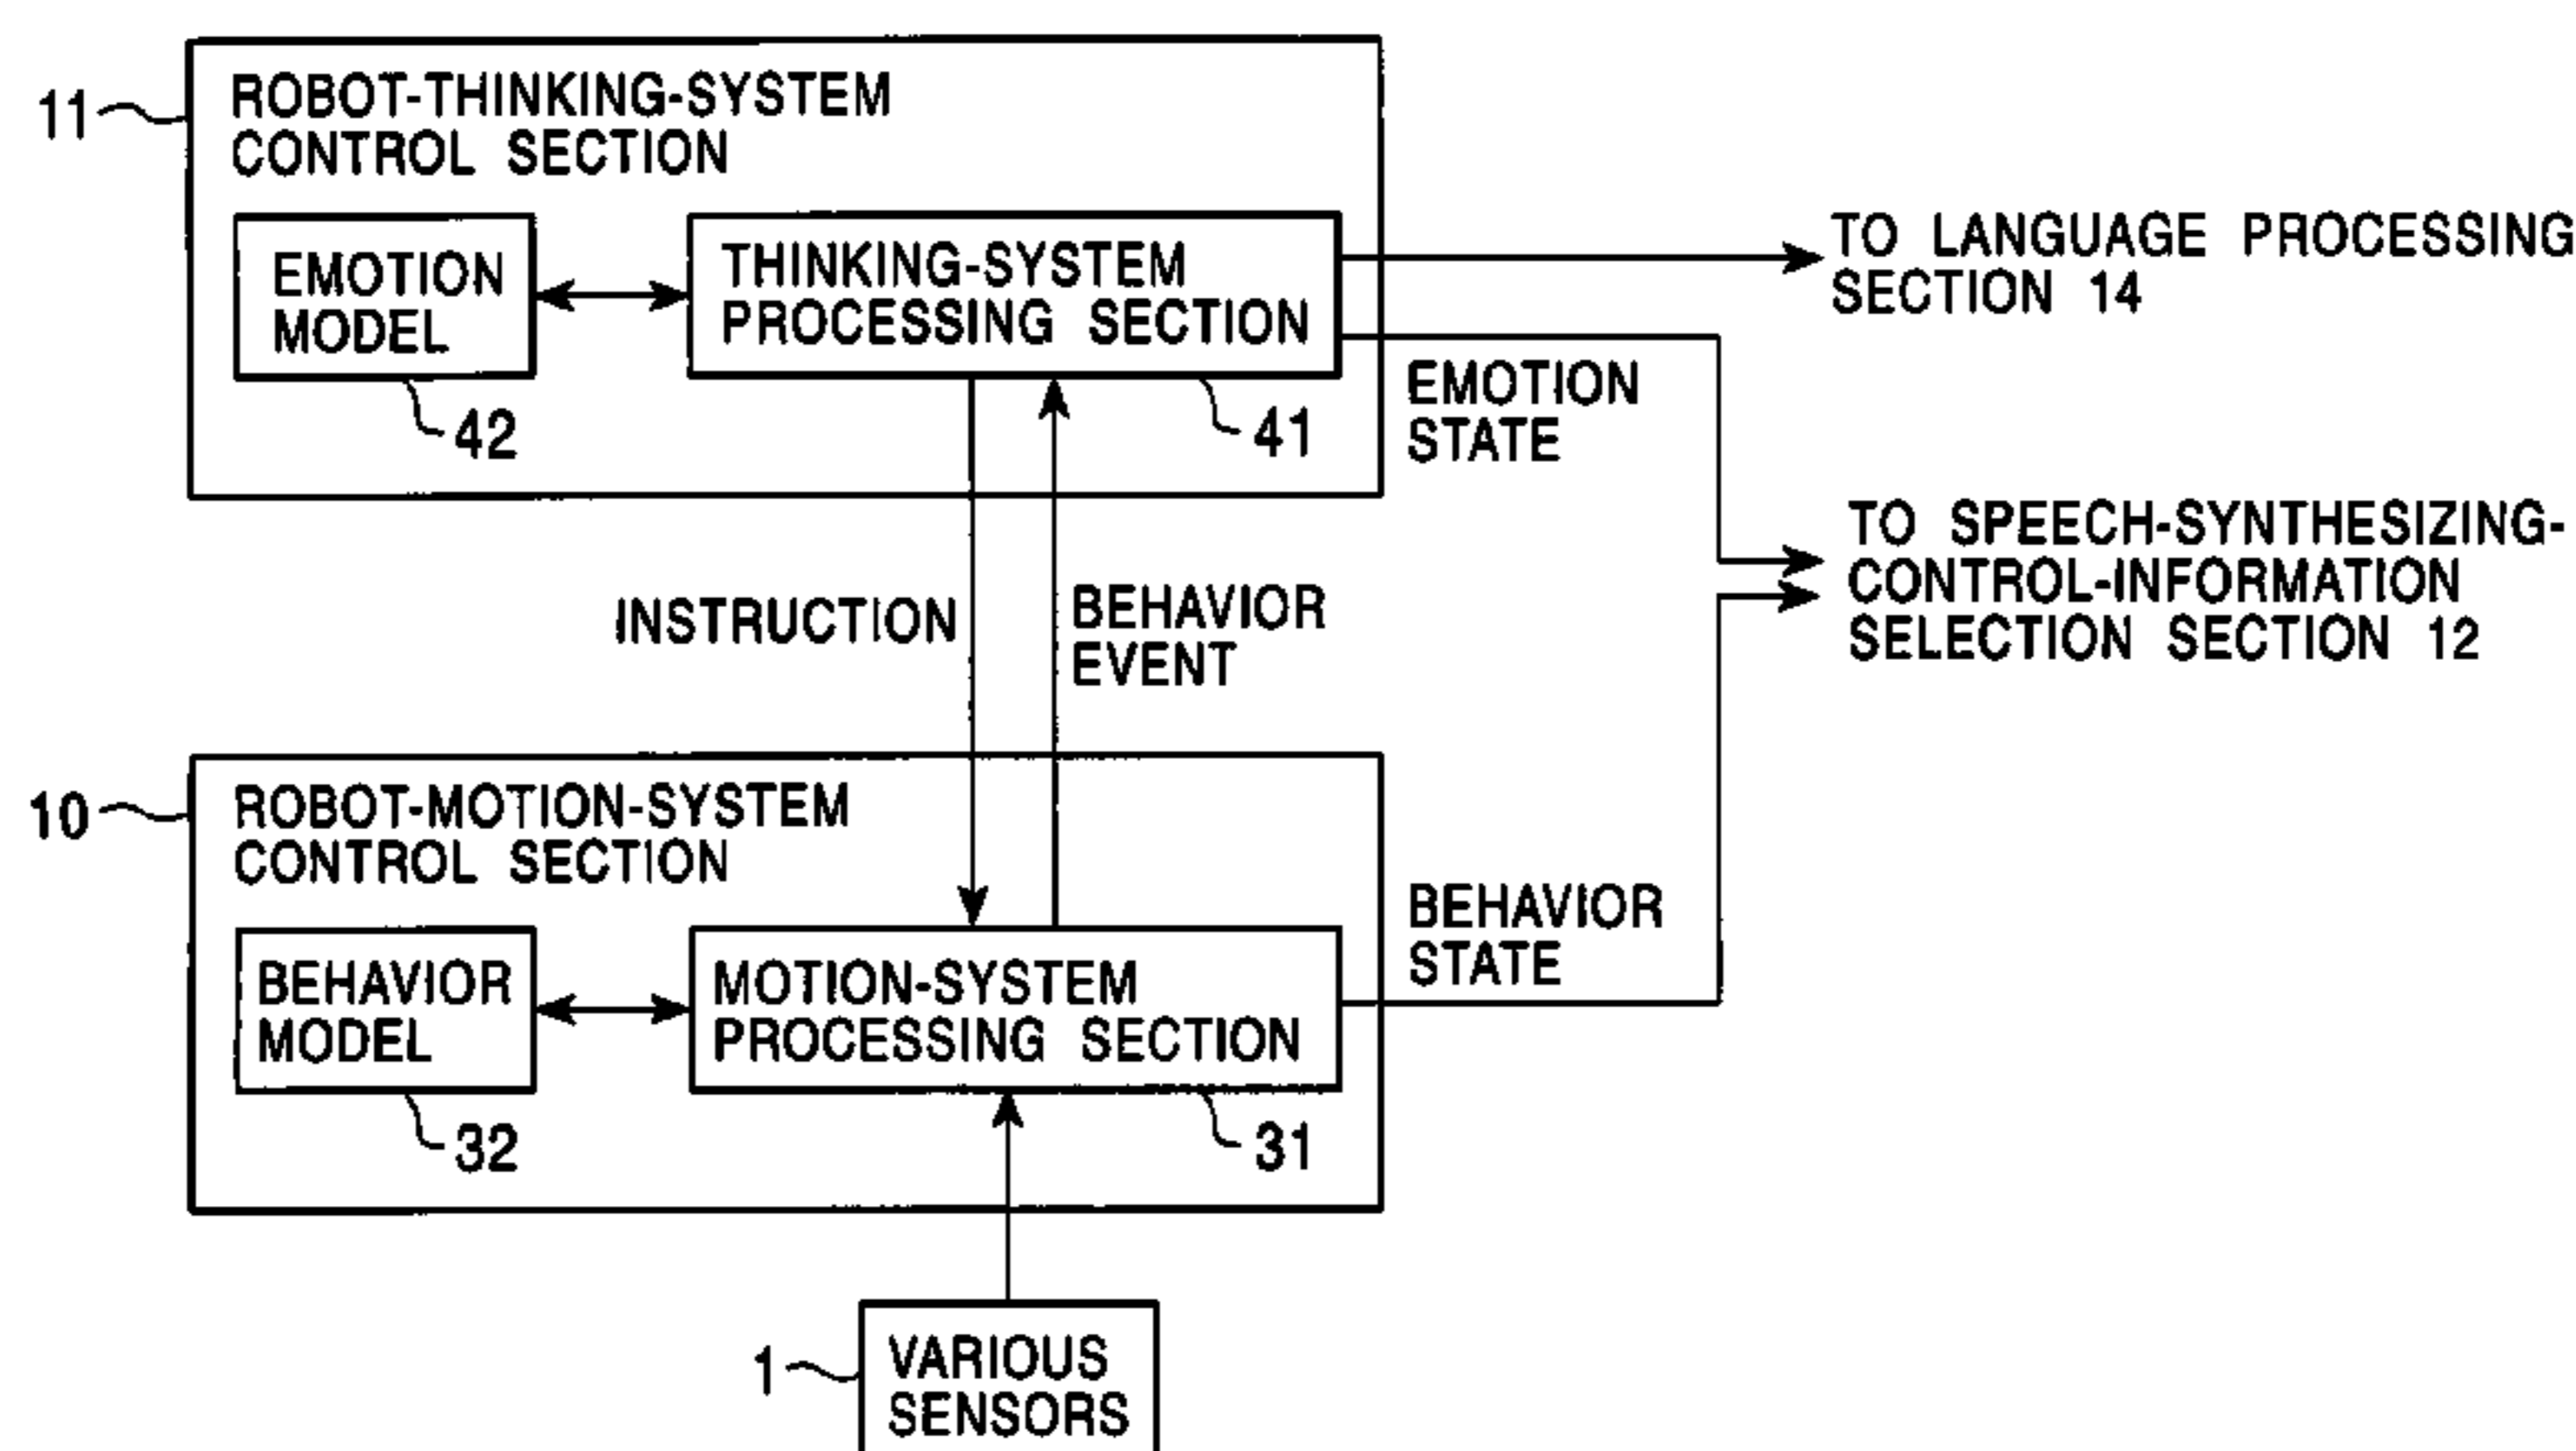 11
ROBOT-THINKING-SYSTEM
CONTROL SECTION
EMOTION
MODEL
42
THINKING-SYSTEM
PROCESSING SECTION
41
TO LANGUAGE PROCESSING
SECTION 14
EMOTION
STATE
TO SPEECH-SYNTHESIZING-
CONTROL-INFORMATION
SELECTION SECTION 12
INSTRUCTION
BEHAVIOR
EVENT
10
ROBOT-MOTION-SYSTEM
CONTROL SECTION
BEHAVIOR
MODEL
32
MOTION-SYSTEM
PROCESSING SECTION
31
BEHAVIOR
STATE
1
VARIOUS
SENSORS